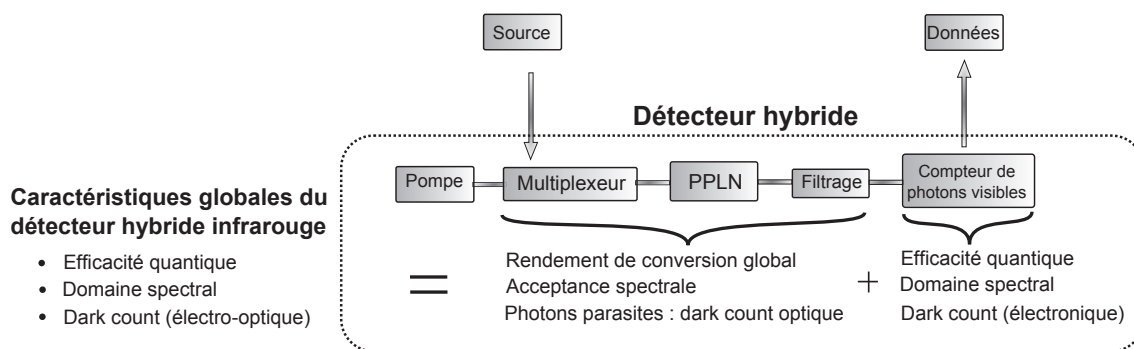 Source
Données
Détecteur hybride
Pompe
Multiplexeur
PPLN
Filtrage
Compteur de
photons visibles
Caractéristiques globales du
détecteur hybride infrarouge
• Efficacité quantique
• Domaine spectral
• Dark count (électro-optique)
=
Rendement de conversion global
Acceptance spectrale
Photons parasites : dark count optique
+
Efficacité quantique
Domaine spectral
Dark count (électronique)